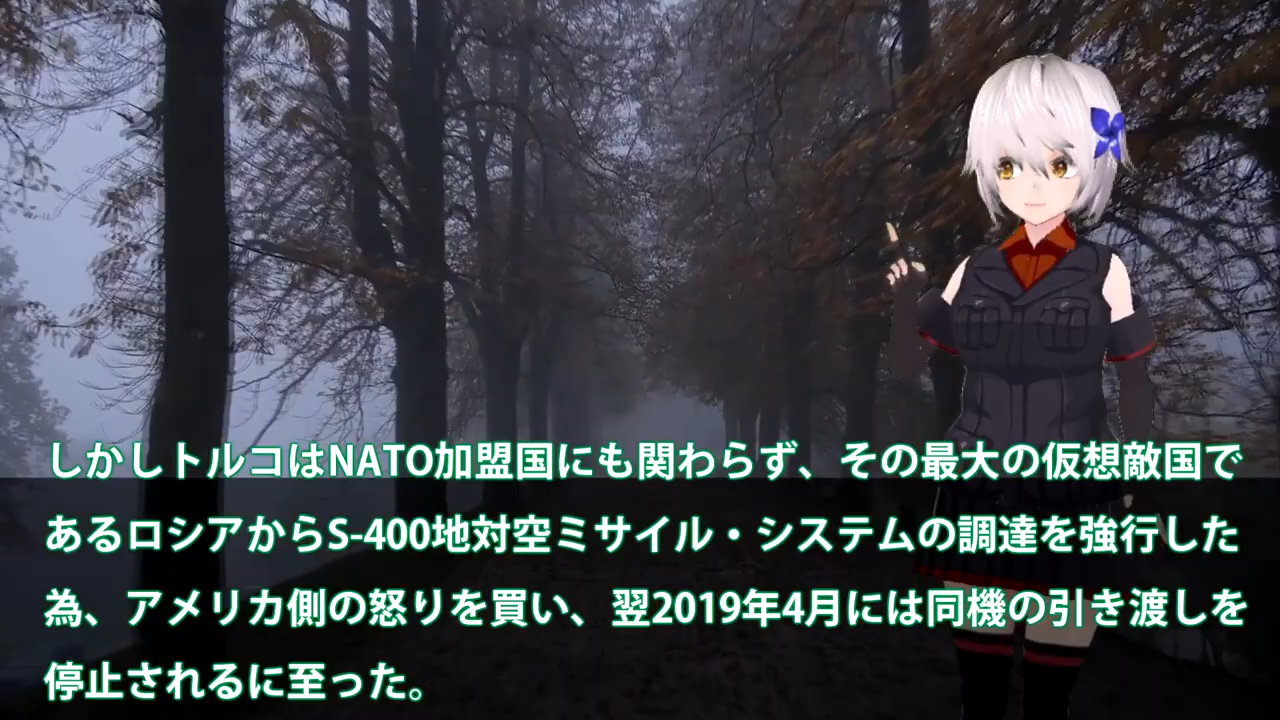 しかしトルコはNATO加盟国にも関わらず、その最大の仮想敵国で
あるロシアからS-400地対空ミサイル・システムの調達を強行した
為、アメリカ側の怒りを買い、翌2019年4月には同機の引き渡しを
停止されるに至った。